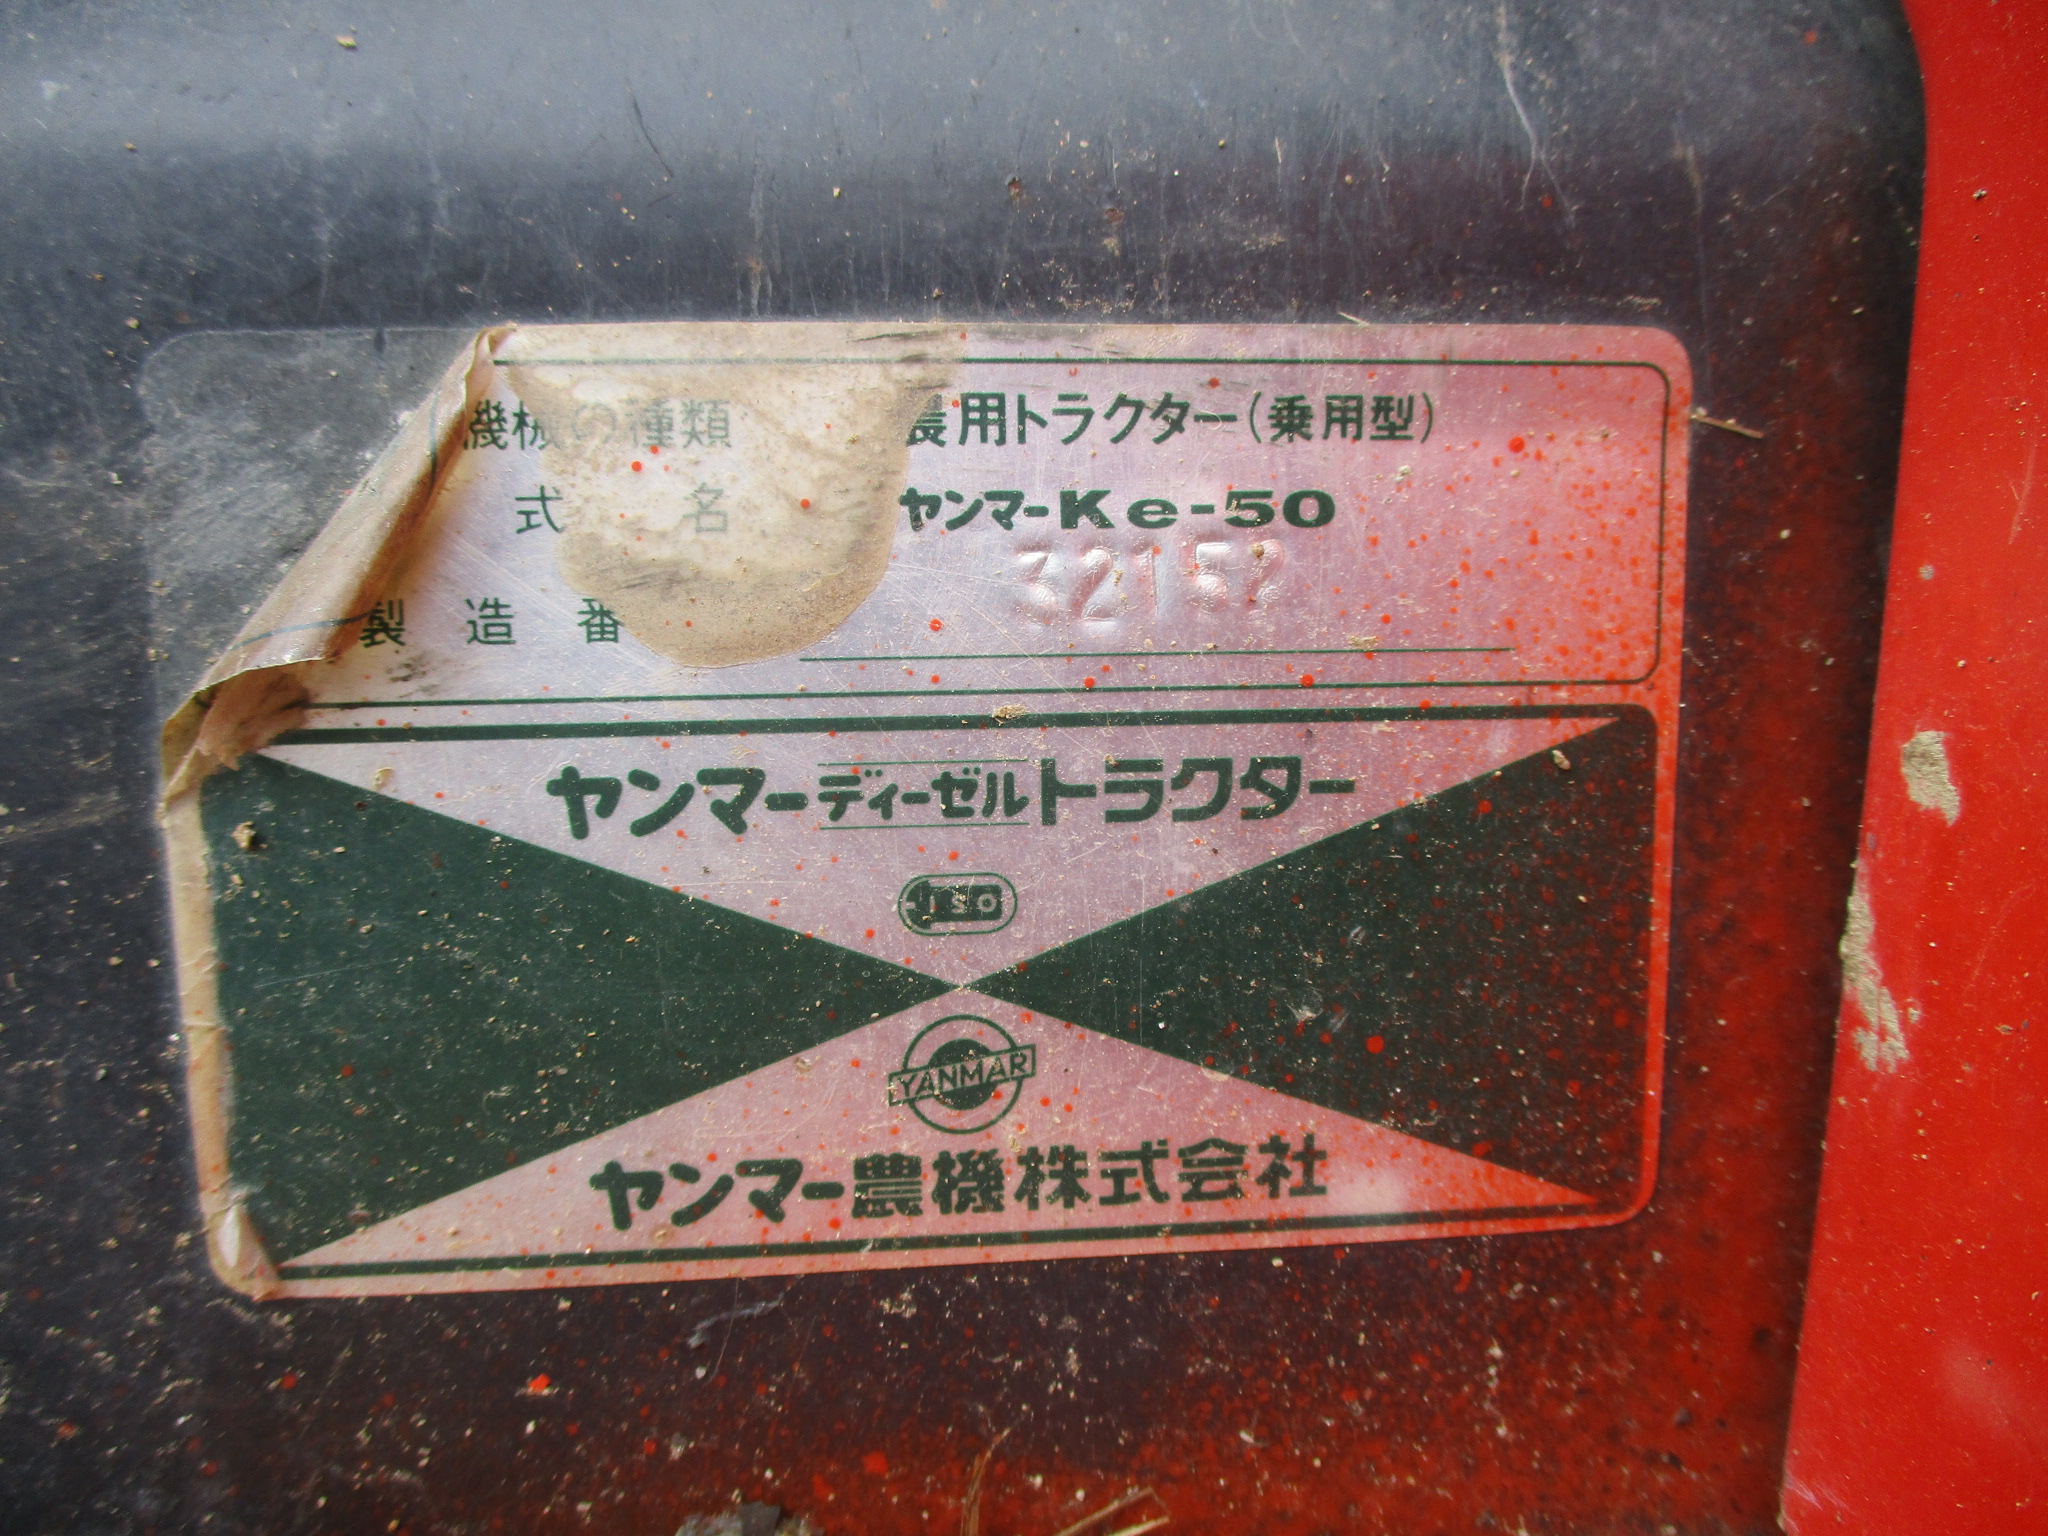 機械の種類 農用トラクター(乗用型)
式 名 ヤンマーKe-50
製 造 番 32152
ヤンマーディーゼルトラクター
ISO
YANMAR
ヤンマー農機株式会社